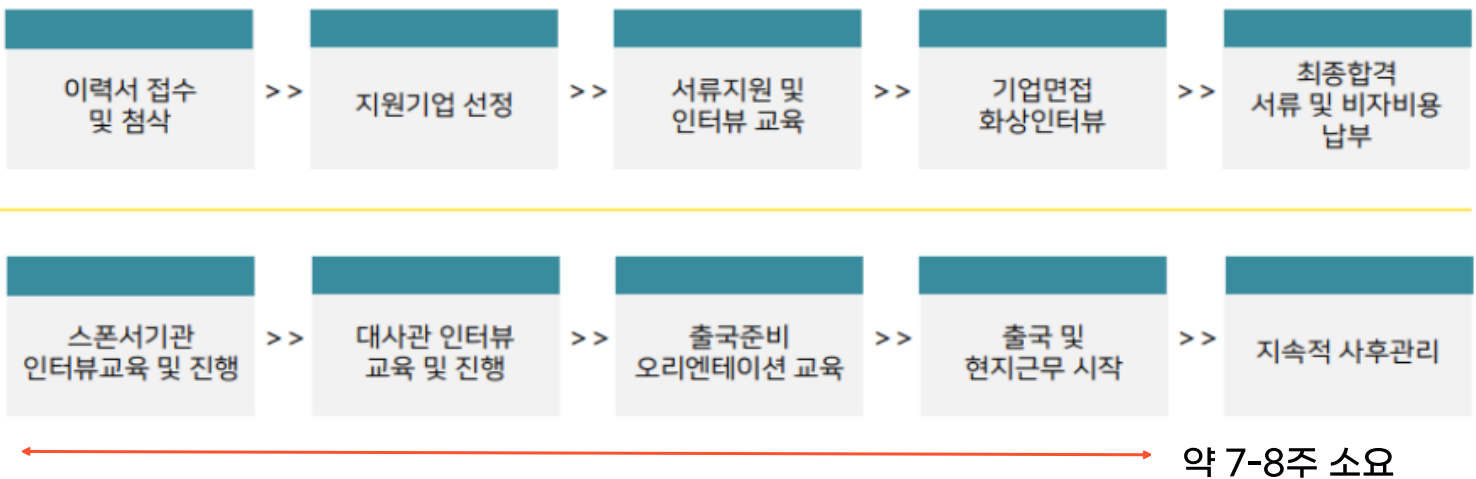 이력서 접수
및 첨삭
>>
지원기업 선정
>>
서류지원 및
인터뷰 교육
>>
기업면접
화상인터뷰
>>
최종합격
서류 및 비자비용
납부
스폰서기관
인터뷰교육 및 진행
>>
대사관 인터뷰
교육 및 진행
>>
출국준비
오리엔테이션 교육
>>
출국 및
현지근무 시작
>>
지속적 사후관리
약 7-8주 소요